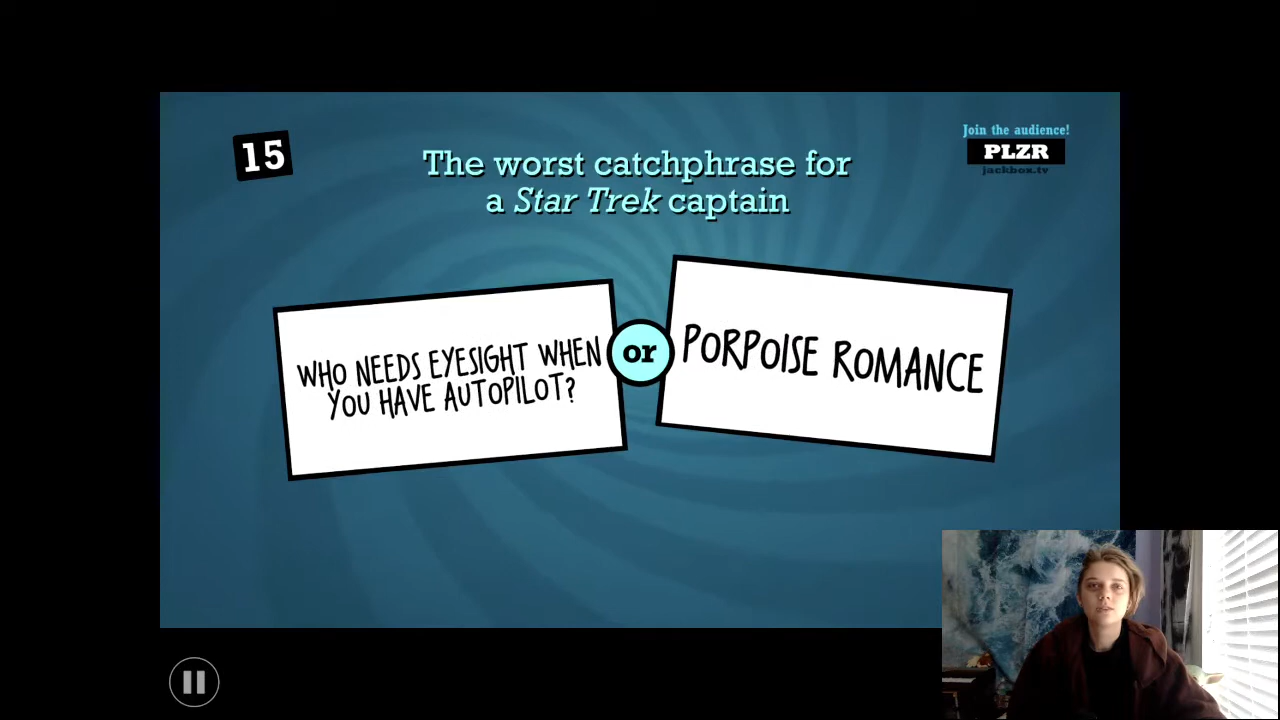 15
The worst catchphrase for
a Star Trek captain
Join the audience!
PLZR
jackbox.tv
WHO NEEDS EYESIGHT WHEN
YOU HAVE AUTOPILOT?
or
PORPOISE ROMANCE